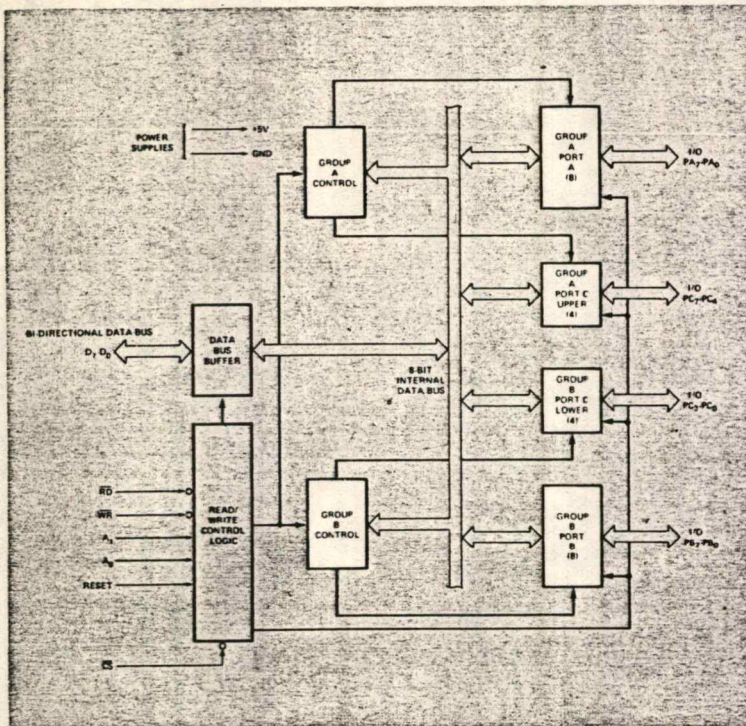 POWER
SUPPLIES
+5V
GND
GROUP
A
CONTROL
GROUP
A
PORT
A
(8)
I/O
PA7-PA0
GROUP
A
PORT C
UPPER
(4)
I/O
PC7-PC4
BI-DIRECTIONAL DATA BUS
D7 D0
DATA
BUS
BUFFER
8-BIT
INTERNAL
DATA BUS
GROUP
B
PORT C
LOWER
(4)
I/O
PC3-PC0
RD
WR
A1
A0
RESET
CS
READ/
WRITE
CONTROL
LOGIC
GROUP
B
CONTROL
GROUP
B
PORT
B
(8)
I/O
PB7-PB0